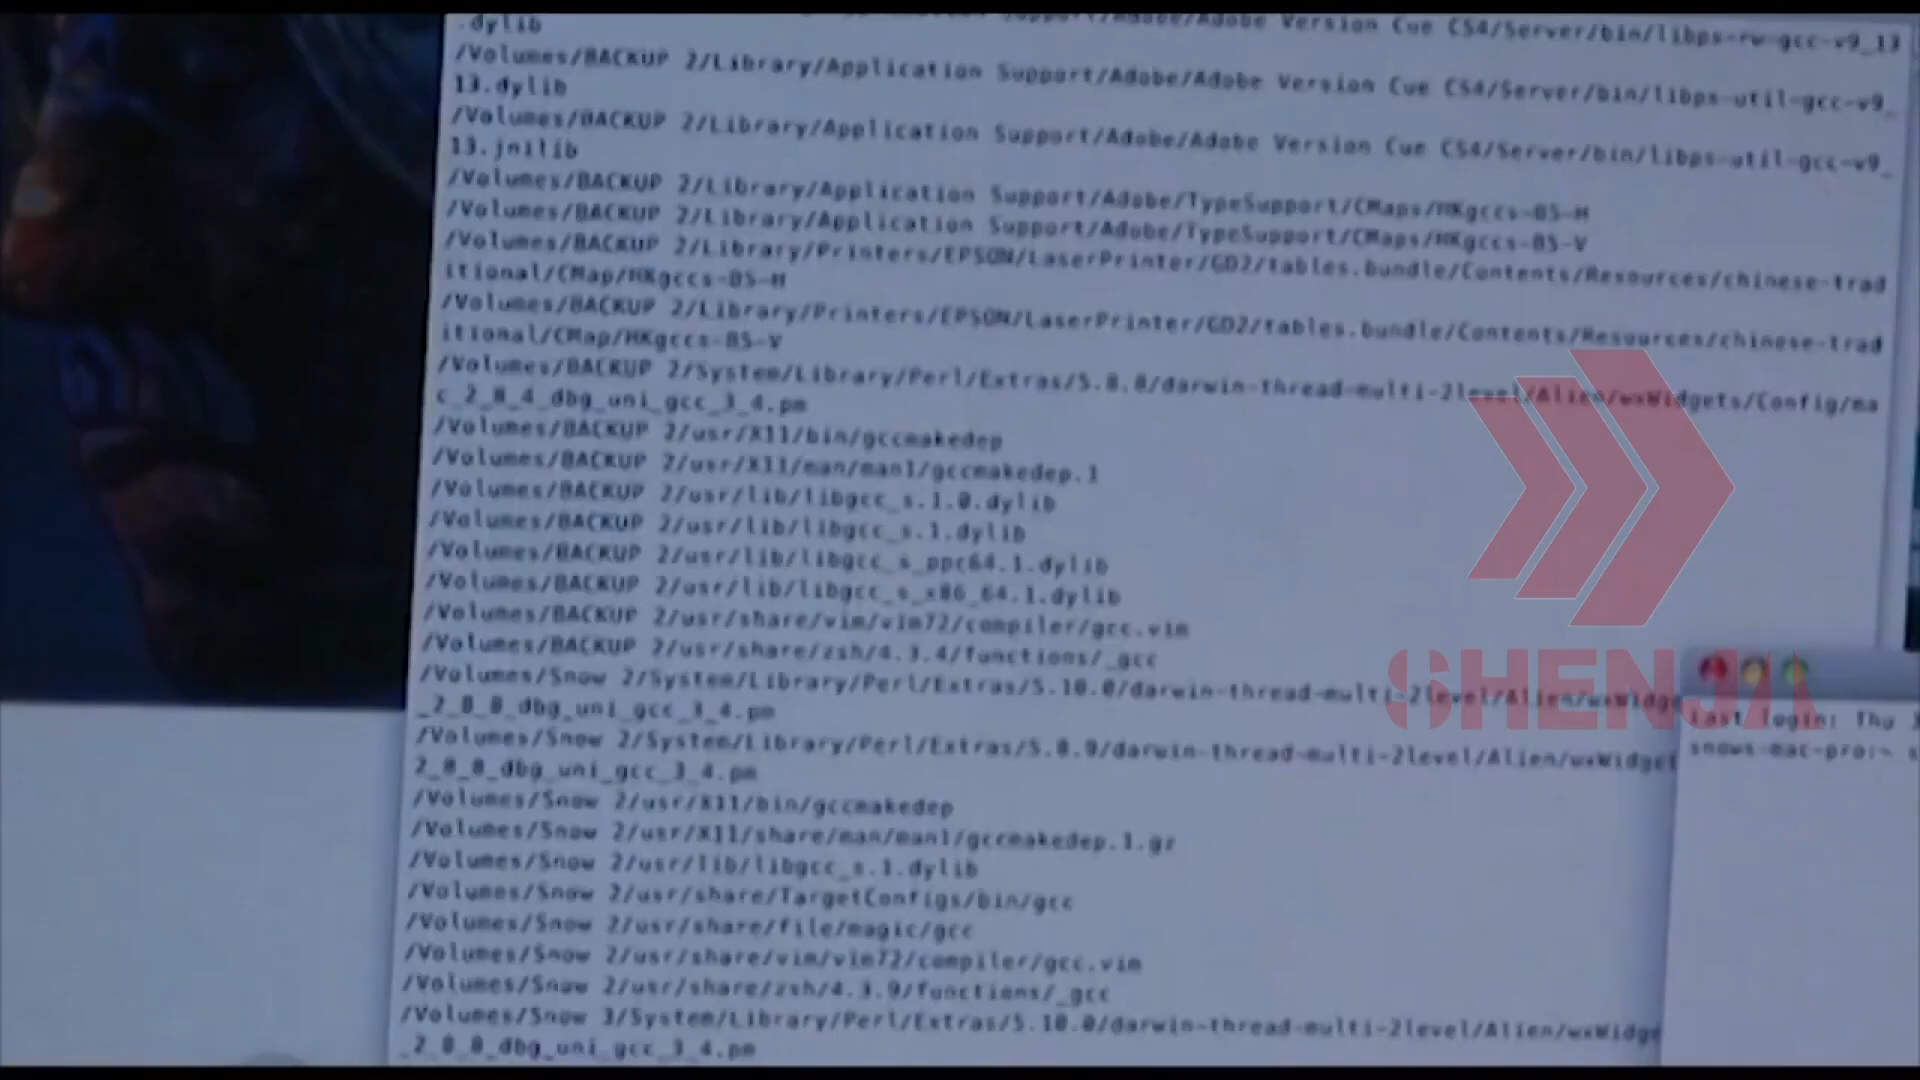 .dylib
/Volumes/BACKUP 2/Library/Application Support/Adobe/Adobe Version Cue CS4/Server/bin/libps-rw-gcc-v9_13
/Volumes/BACKUP 2/Library/Application Support/Adobe/Adobe Version Cue CS4/Server/bin/libps-util-gcc-v9_
13.dylib
/Volumes/BACKUP 2/Library/Application Support/Adobe/Adobe Version Cue CS4/Server/bin/libps-util-gcc-v9_
13.jnilib
/Volumes/BACKUP 2/Library/Application Support/Adobe/TypeSupport/CMaps/HKgccs-B5-H
/Volumes/BACKUP 2/Library/Application Support/Adobe/TypeSupport/CMaps/HKgccs-B5-V
/Volumes/BACKUP 2/Library/Printers/EPSON/LaserPrinter/GD2/tables.bundle/Contents/Resources/chinese-trad
itional/CMap/HKgccs-B5-H
/Volumes/BACKUP 2/Library/Printers/EPSON/LaserPrinter/GD2/tables.bundle/Contents/Resources/chinese-trad
itional/CMap/HKgccs-B5-V
/Volumes/BACKUP 2/System/Library/Perl/Extras/5.8.8/darwin-thread-multi-2level/Alien/wxWidgets/Config/ma
c_2_8_4_dbg_uni_gcc_3_4.pm
/Volumes/BACKUP 2/usr/X11/bin/gccmakedep
/Volumes/BACKUP 2/usr/X11/man/man1/gccmakedep.1
/Volumes/BACKUP 2/usr/lib/libgcc_s.1.0.dylib
/Volumes/BACKUP 2/usr/lib/libgcc_s.1.dylib
/Volumes/BACKUP 2/usr/lib/libgcc_s_ppc64.1.dylib
/Volumes/BACKUP 2/usr/lib/libgcc_s_x86_64.1.dylib
/Volumes/BACKUP 2/usr/share/vim/vim72/compiler/gcc.vim
/Volumes/BACKUP 2/usr/share/zsh/4.3.4/functions/_gcc
/Volumes/Snow 2/System/Library/Perl/Extras/5.10.0/darwin-thread-multi-2level/Alien/wxWidge
_2_8_8_dbg_uni_gcc_3_4.pm
/Volumes/Snow 2/System/Library/Perl/Extras/5.8.9/darwin-thread-multi-2level/Alien/wxWidget
2_8_8_dbg_uni_gcc_3_4.pm
/Volumes/Snow 2/usr/X11/bin/gccmakedep
/Volumes/Snow 2/usr/X11/share/man/man1/gccmakedep.1.gz
/Volumes/Snow 2/usr/lib/libgcc_s.1.dylib
/Volumes/Snow 2/usr/share/TargetConfigs/bin/gcc
/Volumes/Snow 2/usr/share/file/magic/gcc
/Volumes/Snow 2/usr/share/vim/vim72/compiler/gcc.vim
/Volumes/Snow 2/usr/share/zsh/4.3.9/functions/_gcc
/Volumes/Snow 3/System/Library/Perl/Extras/5.10.0/darwin-thread-multi-2level/Alien/wxWidge
_2_8_8_dbg_uni_gcc_3_4.pm
SHENJA
Last login: Thu J
snows-mac-pro:~ s